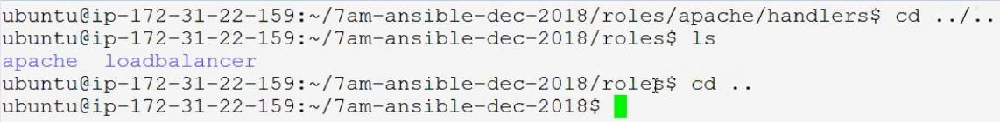 ubuntu@ip-172-31-22-159:~/7am-ansible-dec-2018/roles/apache/handlers$ cd ../..
ubuntu@ip-172-31-22-159:~/7am-ansible-dec-2018/roles$ ls
apache  loadbalancer
ubuntu@ip-172-31-22-159:~/7am-ansible-dec-2018/roles$ cd ..
ubuntu@ip-172-31-22-159:~/7am-ansible-dec-2018$